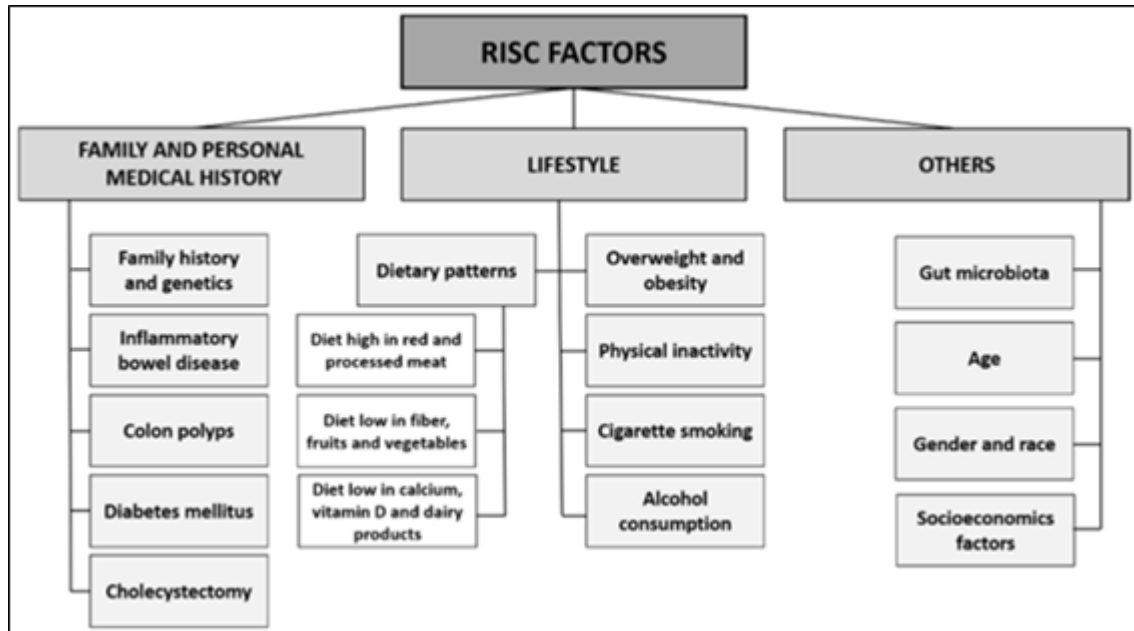 RISC FACTORS
FAMILY AND PERSONAL
MEDICAL HISTORY
Family history
and genetics
Inflammatory
bowel disease
Colon polyps
Diabetes mellitus
Cholecystectomy
LIFESTYLE
Dietary patterns
Diet high in red and
processed meat
Diet low in fiber,
fruits and vegetables
Diet low in calcium,
vitamin D and dairy
products
Overweight and
obesity
Physical inactivity
Cigarette smoking
Alcohol
consumption
OTHERS
Gut microbiota
Age
Gender and race
Socioeconomics
factors